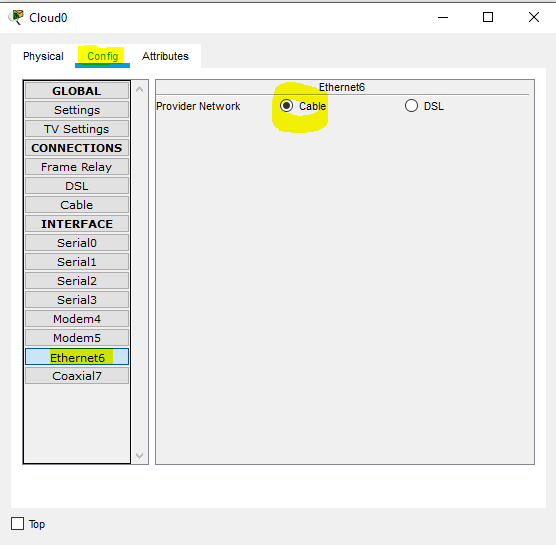 Cloud0
Physical Config Attributes
GLOBAL
Settings
TV Settings
CONNECTIONS
Frame Relay
DSL
Cable
INTERFACE
Serial0
Serial1
Serial2
Serial3
Modem4
Modem5
Ethernet6
Coaxial7
Ethernet6
Provider Network Cable DSL
Top